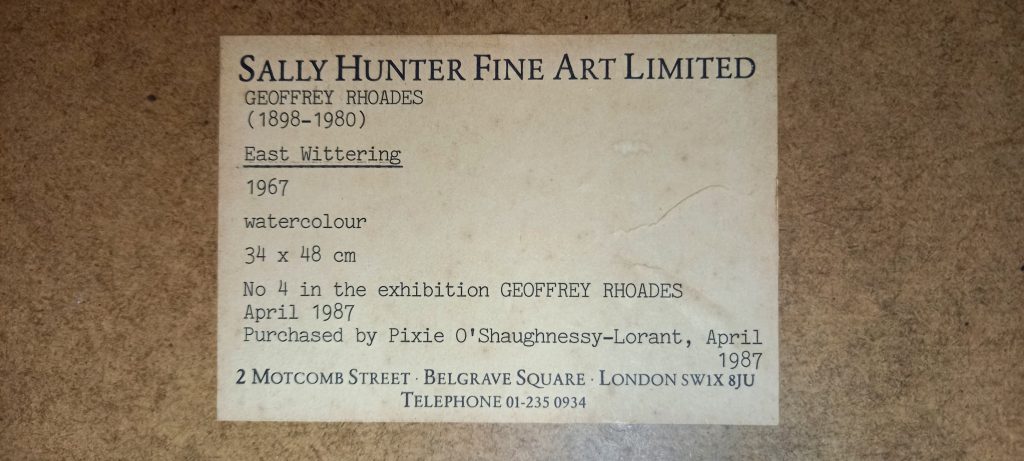 SALLY HUNTER FINE ART LIMITED
GEOFFREY RHOADES
(1898-1980)
East Wittering
1967
watercolour
34 x 48 cm
No 4 in the exhibition GEOFFREY RHOADES
April 1987
Purchased by Pixie O'Shaughnessy-Lorant, April
1987
2 MOTCOMB STREET · BELGRAVE SQUARE · LONDON SW1X 8JU
TELEPHONE 01-235 0934